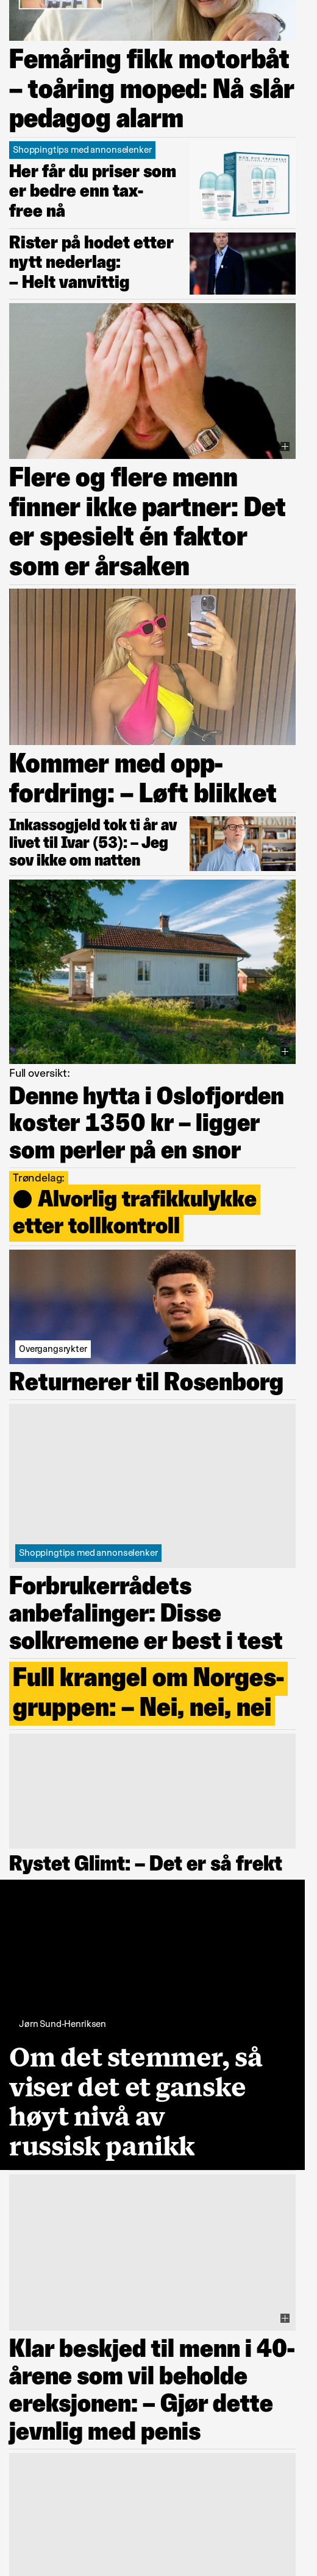 Femåring fikk motorbåt
– toåring moped: Nå slår
pedagog alarm
Shoppingtips med annonselenker
Her får du priser som
er bedre enn tax-
free nå
Rister på hodet etter
nytt nederlag:
– Helt vanvittig
Flere og flere menn
finner ikke partner: Det
er spesielt én faktor
som er årsaken
Kommer med opp-
fordring: – Løft blikket
Inkassogjeld tok ti år av
livet til Ivar (53): – Jeg
sov ikke om natten
Full oversikt:
Denne hytta i Oslofjorden
koster 1350 kr – ligger
som perler på en snor
Trøndelag:
● Alvorlig trafikkulykke
etter tollkontroll
Overgangsrykter
Returnerer til Rosenborg
Shoppingtips med annonselenker
Forbrukerrådets
anbefalinger: Disse
solkremene er best i test
Full krangel om Norges-
gruppen: – Nei, nei, nei
Rystet Glimt: – Det er så frekt
Jørn Sund-Henriksen
Om det stemmer, så
viser det et ganske
høyt nivå av
russisk panikk
Klar beskjed til menn i 40-
årene som vil beholde
ereksjonen: – Gjør dette
jevnlig med penis